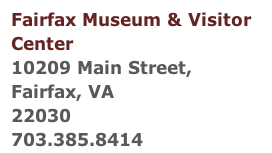 Fairfax Museum & Visitor
Center
10209 Main Street,
Fairfax, VA
22030
703.385.8414